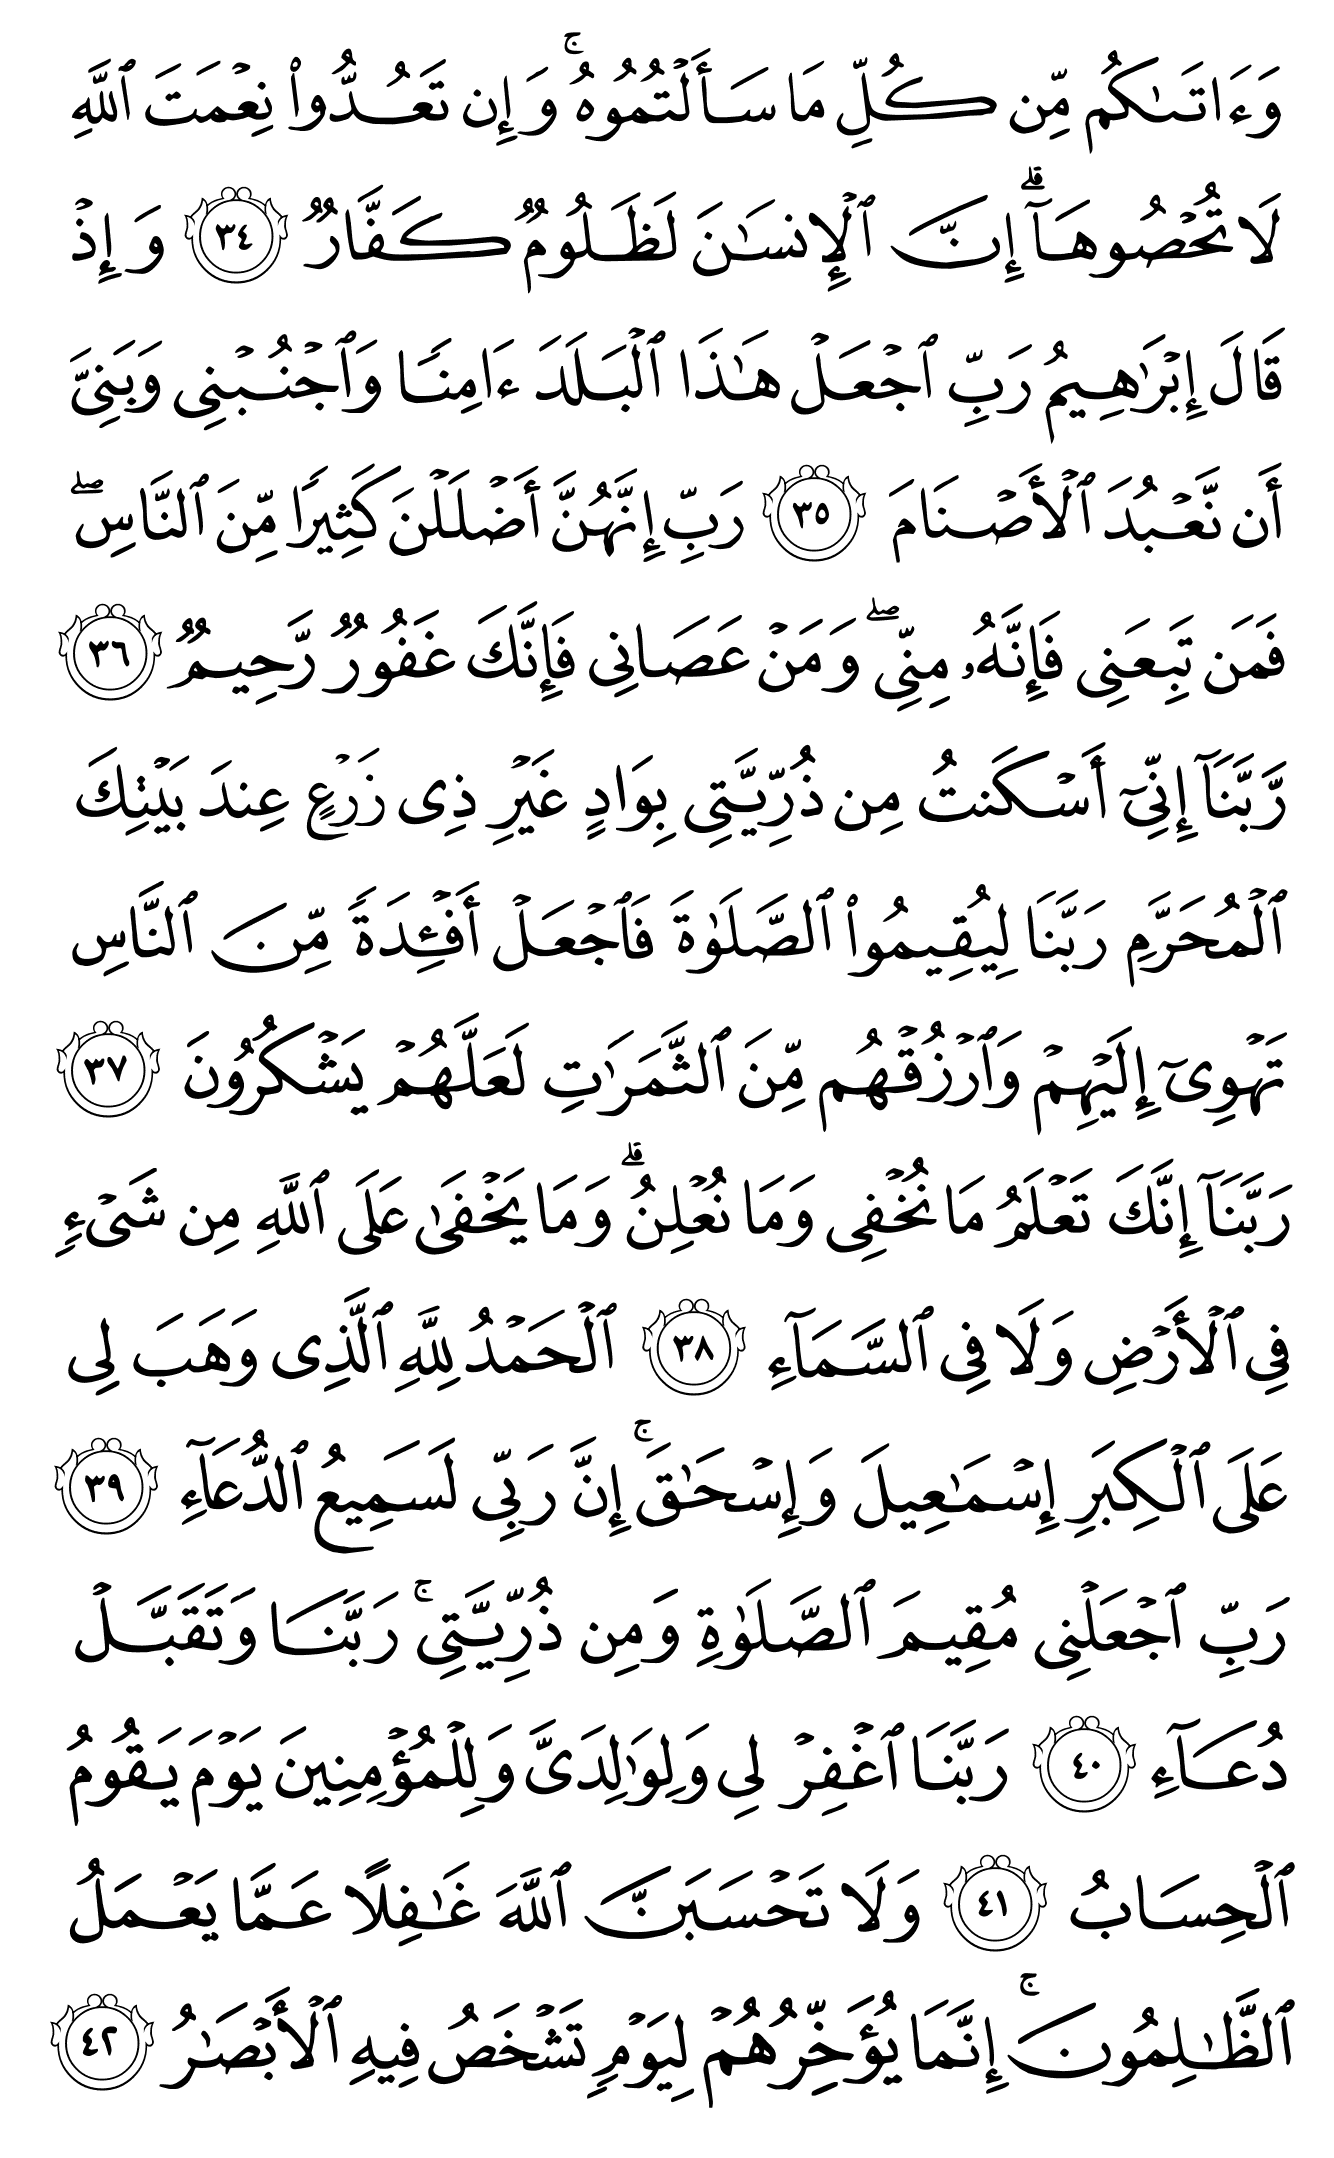 وَءَاتَىٰكُم مِّن كُلِّ مَا سَأَلۡتُمُوهُۚ وَإِن تَعُدُّواْ نِعۡمَتَ ٱللَّهِ
لَا تُحۡصُوهَآۗ إِنَّ ٱلۡإِنسَٰنَ لَظَلُومٞ كَفَّارٞ ٣٤ وَإِذۡ
قَالَ إِبۡرَٰهِيمُ رَبِّ ٱجۡعَلۡ هَٰذَا ٱلۡبَلَدَ ءَامِنٗا وَٱجۡنُبۡنِي وَبَنِيَّ
أَن نَّعۡبُدَ ٱلۡأَصۡنَامَ ٣٥ رَبِّ إِنَّهُنَّ أَضۡلَلۡنَ كَثِيرٗا مِّنَ ٱلنَّاسِۖ
فَمَن تَبِعَنِي فَإِنَّهُۥ مِنِّيۖ وَمَنۡ عَصَانِي فَإِنَّكَ غَفُورٞ رَّحِيمٞ ٣٦
رَّبَّنَآ إِنِّيٓ أَسۡكَنتُ مِن ذُرِّيَّتِي بِوَادٍ غَيۡرِ ذِي زَرۡعٍ عِندَ بَيۡتِكَ
ٱلۡمُحَرَّمِ رَبَّنَا لِيُقِيمُواْ ٱلصَّلَوٰةَ فَٱجۡعَلۡ أَفۡـِٔدَةٗ مِّنَ ٱلنَّاسِ
تَهۡوِيٓ إِلَيۡهِمۡ وَٱرۡزُقۡهُم مِّنَ ٱلثَّمَرَٰتِ لَعَلَّهُمۡ يَشۡكُرُونَ ٣٧
رَبَّنَآ إِنَّكَ تَعۡلَمُ مَا نُخۡفِي وَمَا نُعۡلِنُۗ وَمَا يَخۡفَىٰ عَلَى ٱللَّهِ مِن شَيۡءٖ
فِي ٱلۡأَرۡضِ وَلَا فِي ٱلسَّمَآءِ ٣٨ ٱلۡحَمۡدُ لِلَّهِ ٱلَّذِي وَهَبَ لِي
عَلَى ٱلۡكِبَرِ إِسۡمَٰعِيلَ وَإِسۡحَٰقَۚ إِنَّ رَبِّي لَسَمِيعُ ٱلدُّعَآءِ ٣٩
رَبِّ ٱجۡعَلۡنِي مُقِيمَ ٱلصَّلَوٰةِ وَمِن ذُرِّيَّتِيۚ رَبَّنَا وَتَقَبَّلۡ
دُعَآءِ ٤٠ رَبَّنَا ٱغۡفِرۡ لِي وَلِوَٰلِدَيَّ وَلِلۡمُؤۡمِنِينَ يَوۡمَ يَقُومُ
ٱلۡحِسَابُ ٤١ وَلَا تَحۡسَبَنَّ ٱللَّهَ غَٰفِلًا عَمَّا يَعۡمَلُ
ٱلظَّٰلِمُونَۚ إِنَّمَا يُؤَخِّرُهُمۡ لِيَوۡمٖ تَشۡخَصُ فِيهِ ٱلۡأَبۡصَٰرُ ٤٢